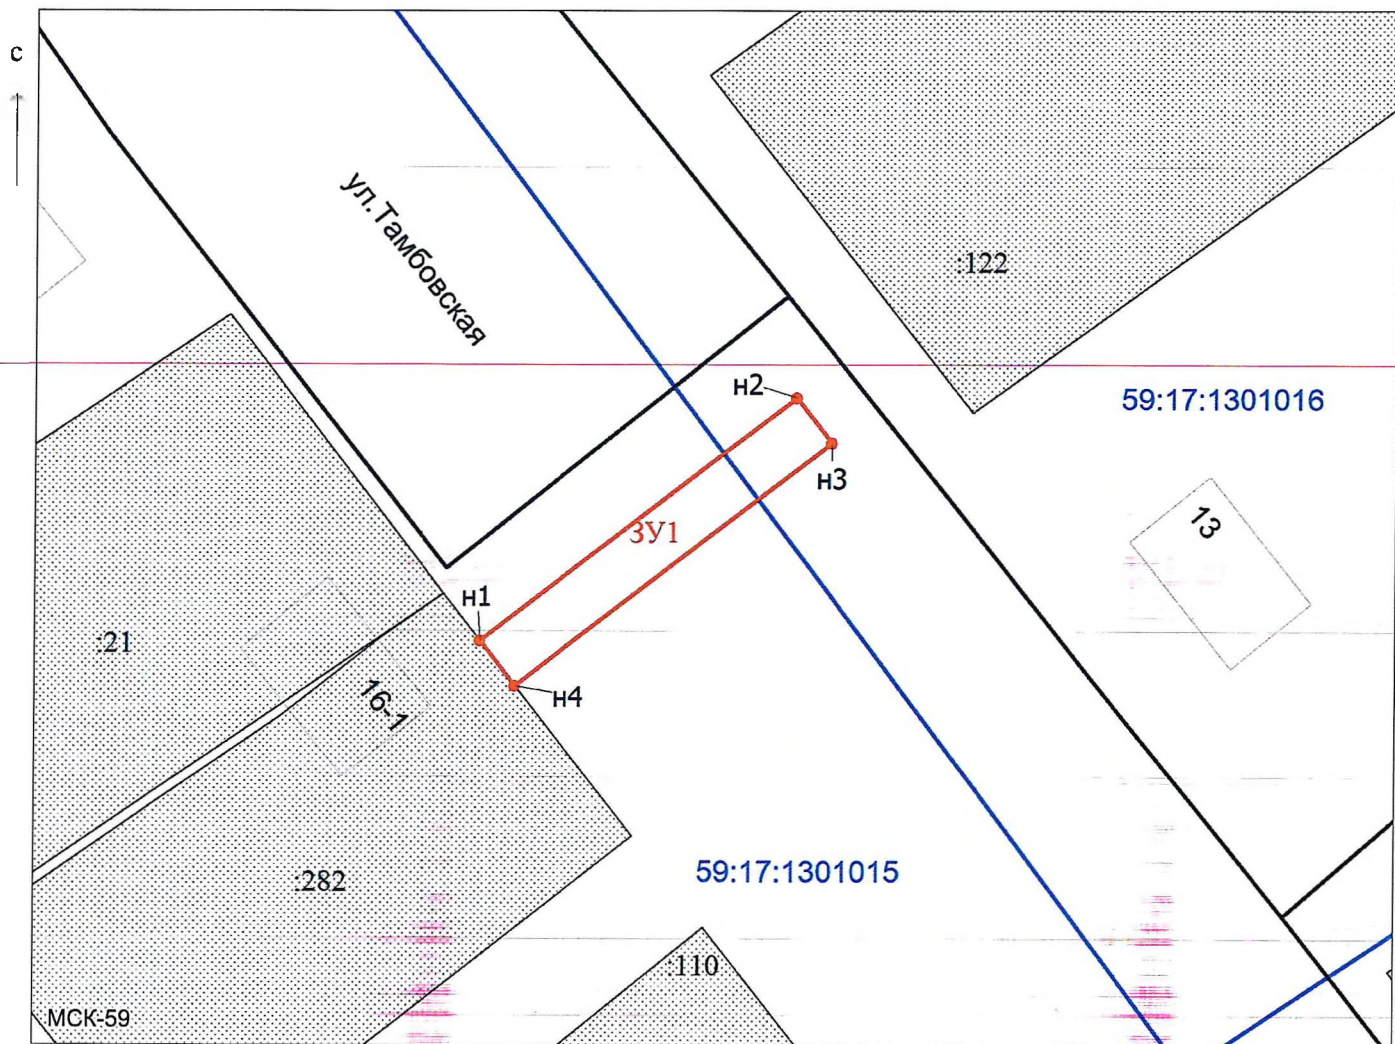 с
ул.Тамбовская
:122
н2
59:17:1301016
н3
13
ЗУ1
н1
:21
н4
16-1
59:17:1301015
:282
:110
МСК-59